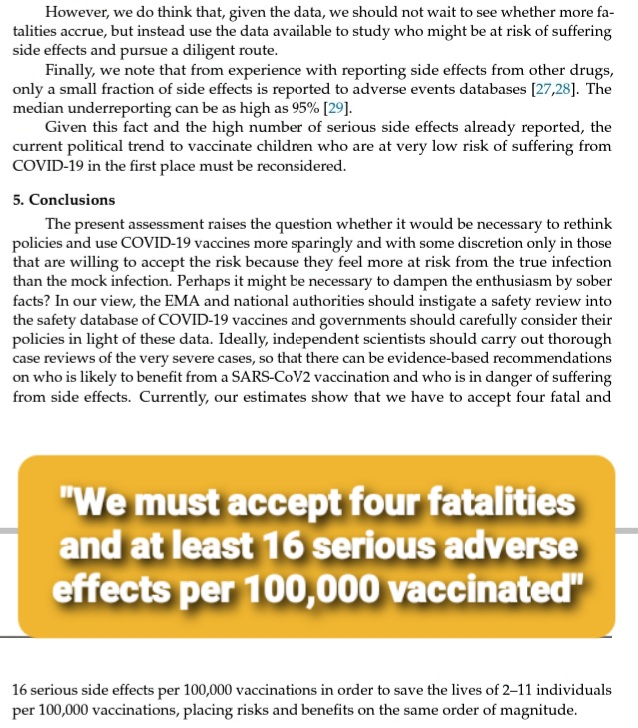 However, we do think that, given the data, we should not wait to see whether more fa-
talities accrue, but instead use the data available to study who might be at risk of suffering
side effects and pursue a diligent route.
Finally, we note that from experience with reporting side effects from other drugs,
only a small fraction of side effects is reported to adverse events databases [27,28]. The
median underreporting can be as high as 95% [29].
Given this fact and the high number of serious side effects already reported, the
current political trend to vaccinate children who are at very low risk of suffering from
COVID-19 in the first place must be reconsidered.
5. Conclusions
The present assessment raises the question whether it would be necessary to rethink
policies and use COVID-19 vaccines more sparingly and with some discretion only in those
that are willing to accept the risk because they feel more at risk from the true infection
than the mock infection. Perhaps it might be necessary to dampen the enthusiasm by sober
facts? In our view, the EMA and national authorities should instigate a safety review into
the safety database of COVID-19 vaccines and governments should carefully consider their
policies in light of these data. Ideally, independent scientists should carry out thorough
case reviews of the very severe cases, so that there can be evidence-based recommendations
on who is likely to benefit from a SARS-CoV2 vaccination and who is in danger of suffering
from side effects. Currently, our estimates show that we have to accept four fatal and
"We must accept four fatalities
and at least 16 serious adverse
effects per 100,000 vaccinated"
16 serious side effects per 100,000 vaccinations in order to save the lives of 2–11 individuals
per 100,000 vaccinations, placing risks and benefits on the same order of magnitude.